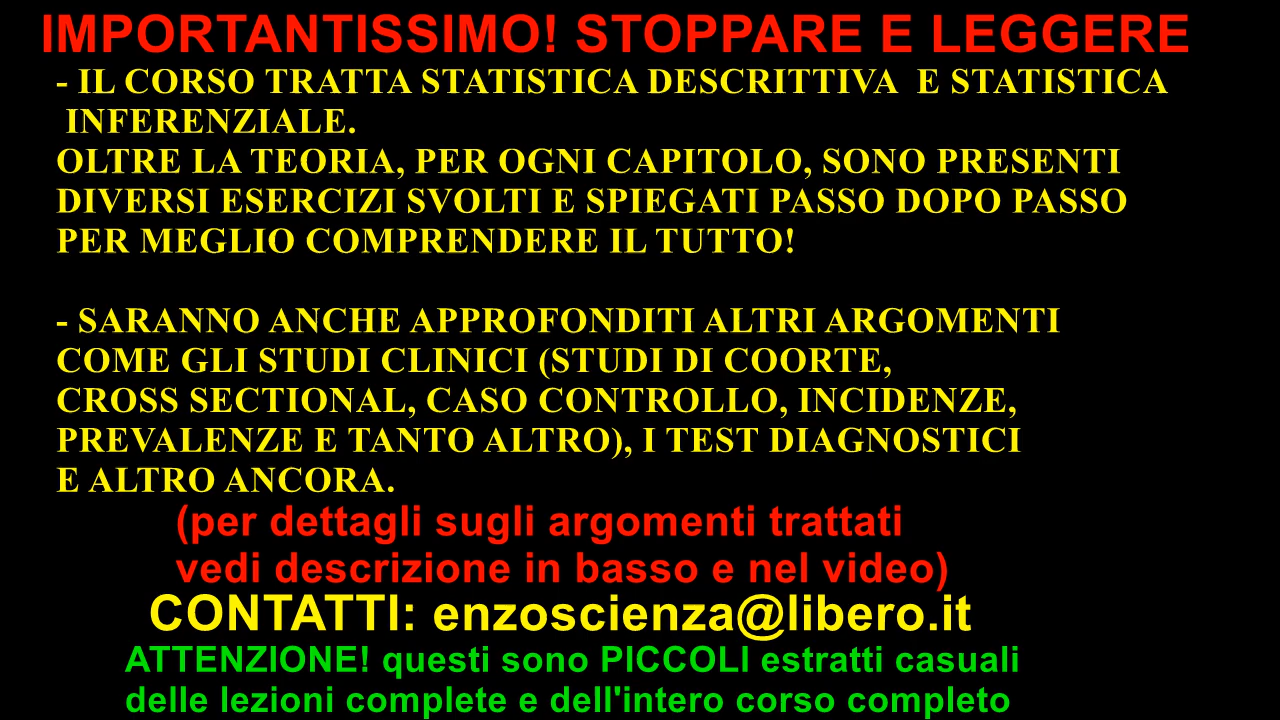 IMPORTANTISSIMO! STOPPARE E LEGGERE
- IL CORSO TRATTA STATISTICA DESCRITTIVA E STATISTICA
INFERENZIALE.
OLTRE LA TEORIA, PER OGNI CAPITOLO, SONO PRESENTI
DIVERSI ESERCIZI SVOLTI E SPIEGATI PASSO DOPO PASSO
PER MEGLIO COMPRENDERE IL TUTTO!
- SARANNO ANCHE APPROFONDITI ALTRI ARGOMENTI
COME GLI STUDI CLINICI (STUDI DI COORTE,
CROSS SECTIONAL, CASO CONTROLLO, INCIDENZE,
PREVALENZE E TANTO ALTRO), I TEST DIAGNOSTICI
E ALTRO ANCORA.
(per dettagli sugli argomenti trattati
vedi descrizione in basso e nel video)
CONTATTI: enzoscienza@libero.it
ATTENZIONE! questi sono PICCOLI estratti casuali
delle lezioni complete e dell'intero corso completo